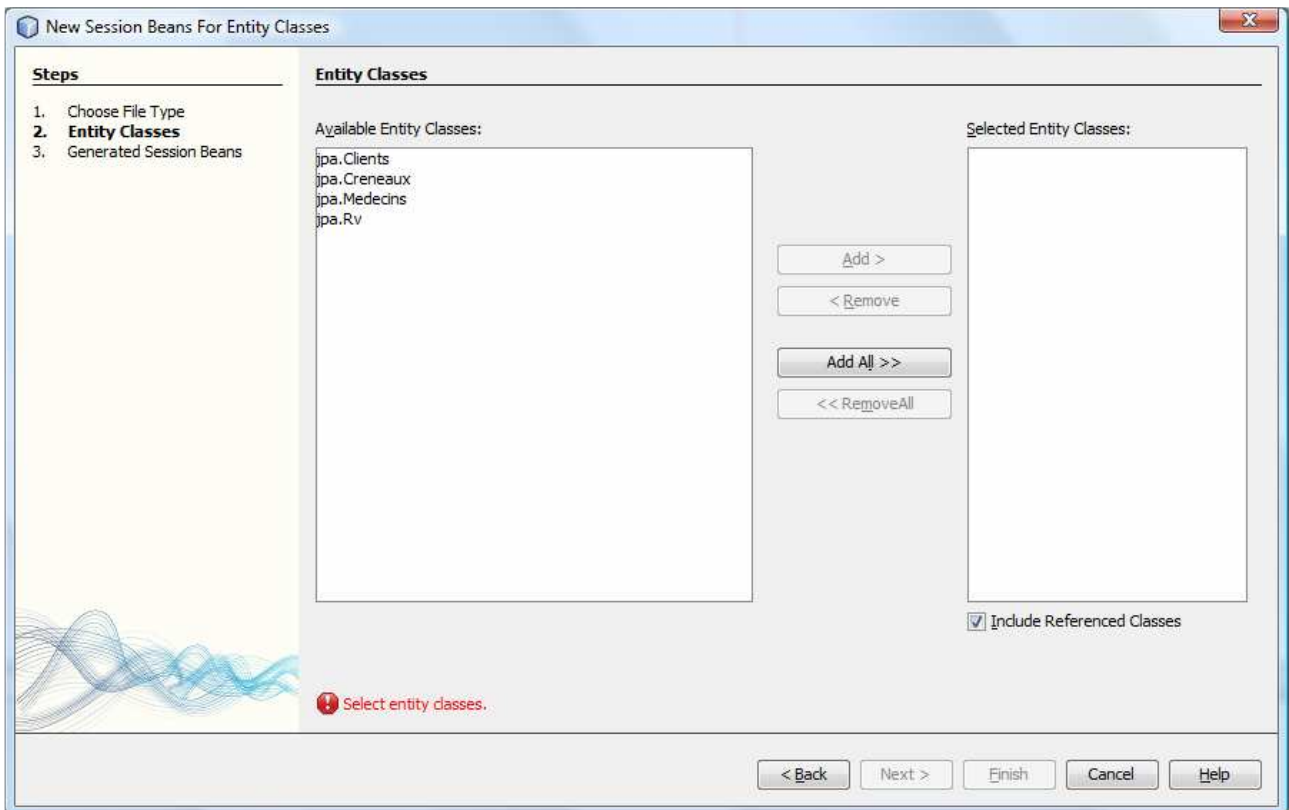 New Session Beans For Entity Classes
Steps
1. Choose File Type
2. Entity Classes
3. Generated Session Beans
Entity Classes
Available Entity Classes:
jpa.Clients
jpa.Creneaux
jpa.Medecins
jpa.Rv
Add >
< Remove
Add All >>
<< RemoveAll
Selected Entity Classes:
Include Referenced Classes
Select entity classes.
< Back
Next >
Finish
Cancel
Help